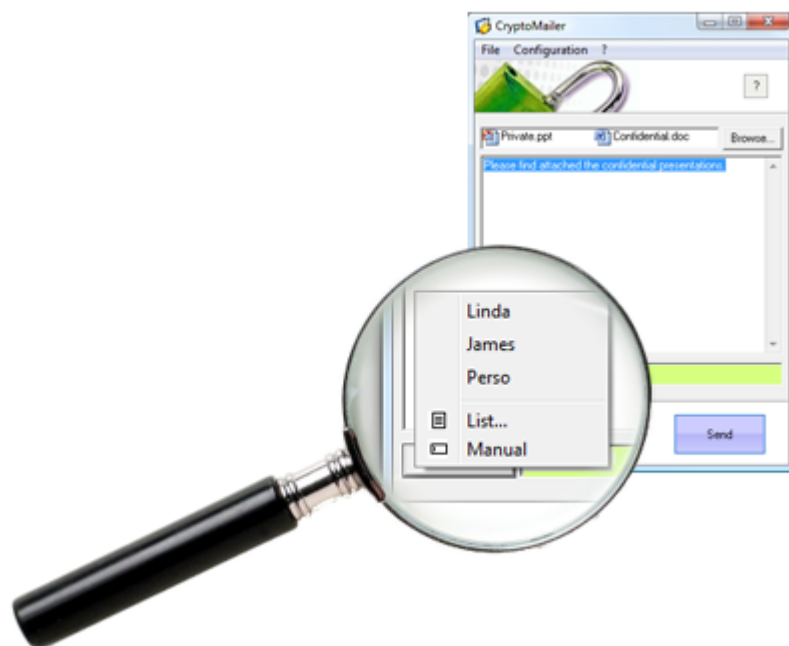 CryptoMailer
File Configuration ?
?
Private.ppt Confidential.doc Browse...
Please find attached the confidential presentations.
Linda
James
Perso
List...
Manual
Send